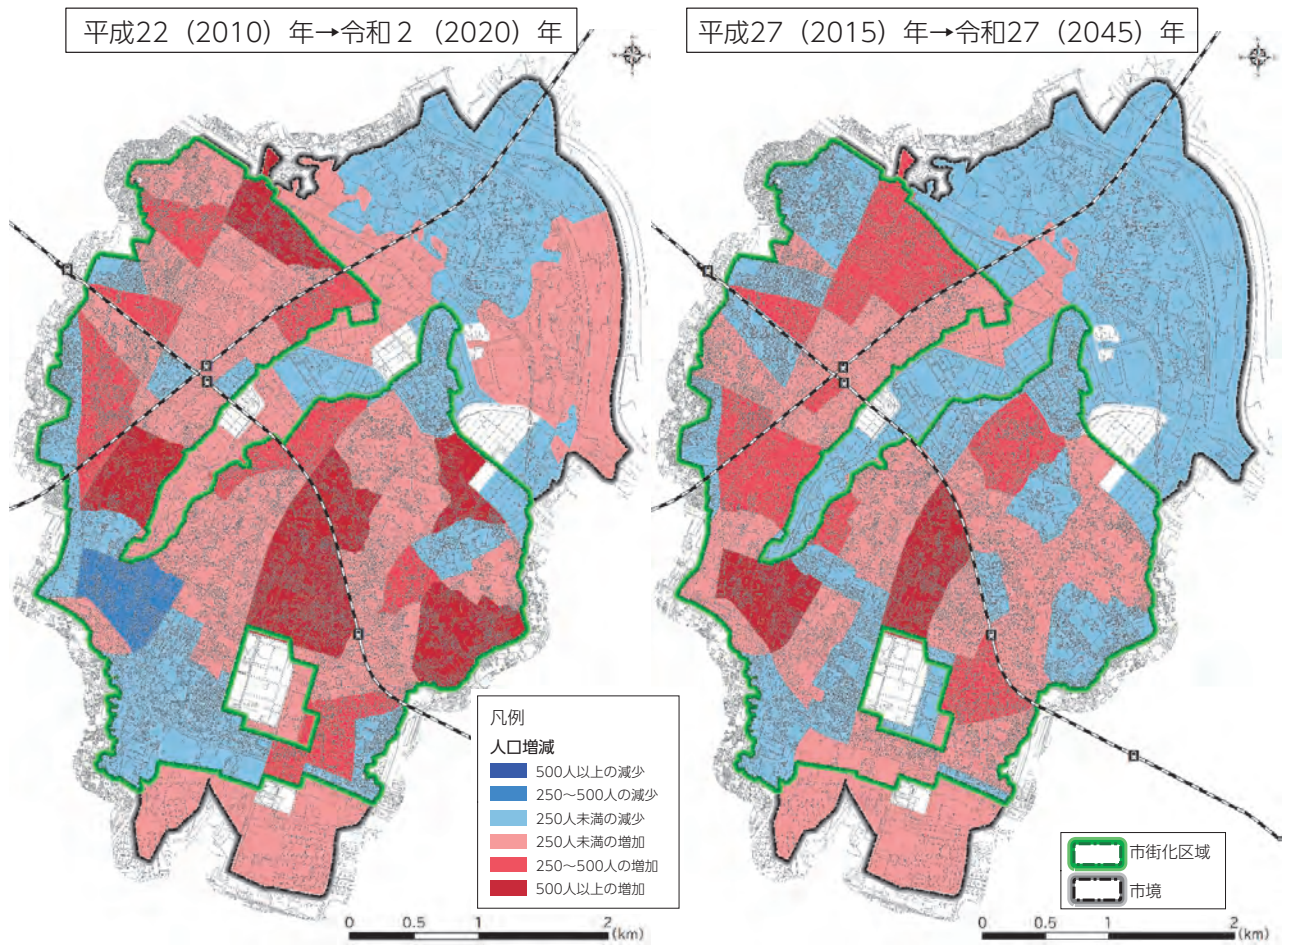 平成22（2010）年→令和２（2020）年
平成27（2015）年→令和27（2045）年
凡例
人口増減
500人以上の減少
250～500人の減少
250人未満の減少
250人未満の増加
250～500人の増加
500人以上の増加
市街化区域
市境
0 0.5 1 2
(km)
0 0.5 1 2
(km)